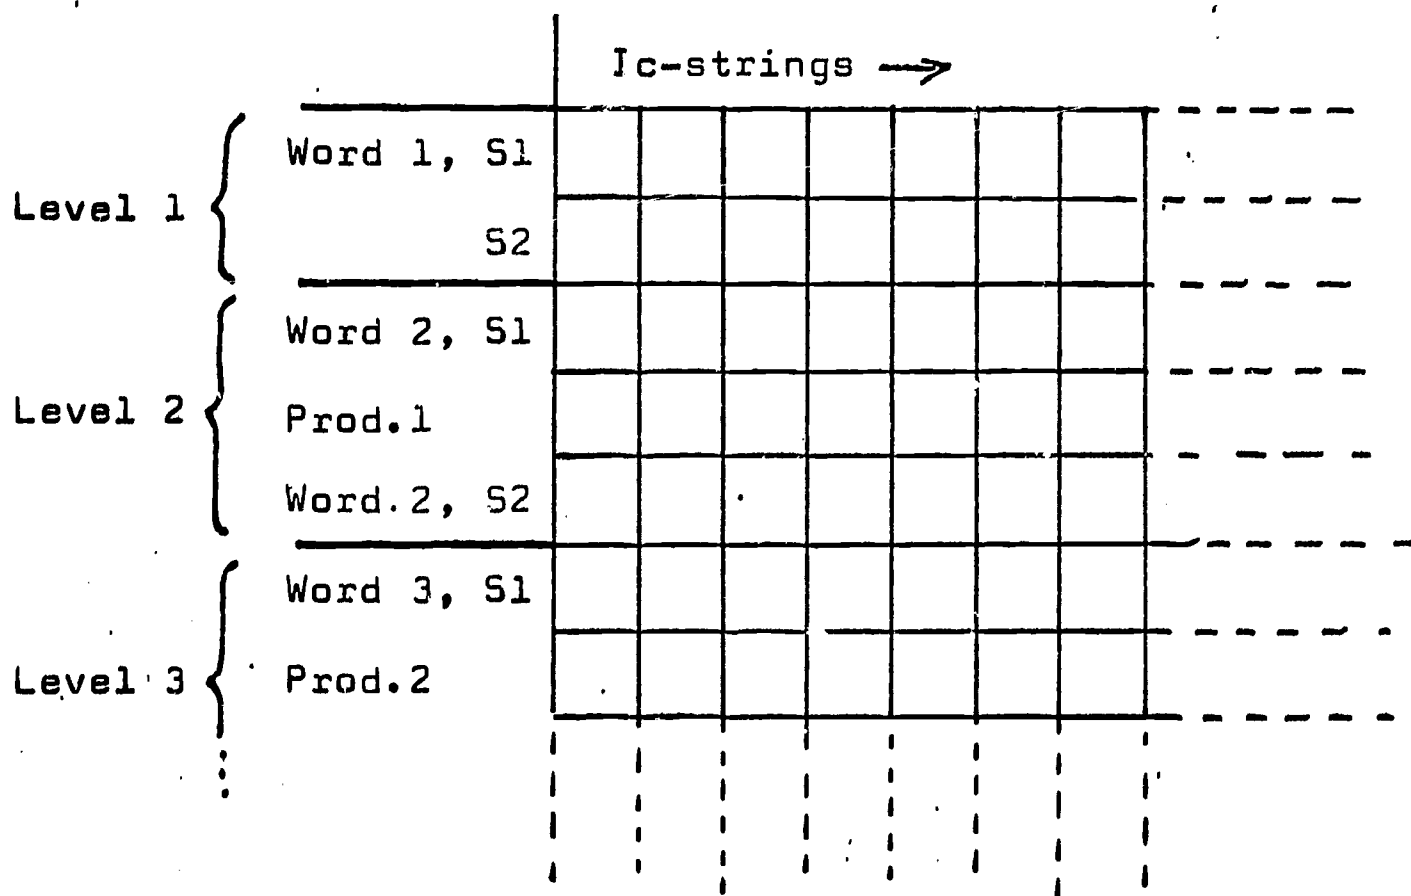 Ic-strings
Word 1, S1
Level 1
S2
Word 2, S1
Level 2
Prod.1
Word.2, S2
Word 3, S1
Level 3
Prod.2